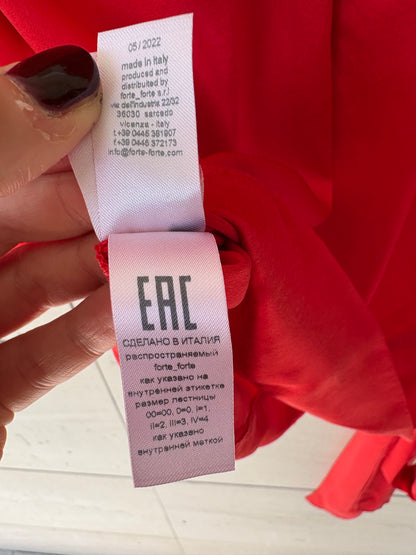 05 / 2022
made in italy
produced and
distributed by
forte_forte s.r.l
via dell'industria 22/32
36030 sarcedo
vicenza - italy
t.+39 0445 381907
f.+39 0445 372173
info@forte-forte.com
EAC
СДЕЛАНО В ИТАЛИЯ
распространяемый
forte_forte
как указано на
внутренней этикетке
размер лестницы
00=00, 0=0, I=1,
II=2, III=3, IV=4
как указано
внутренней меткой